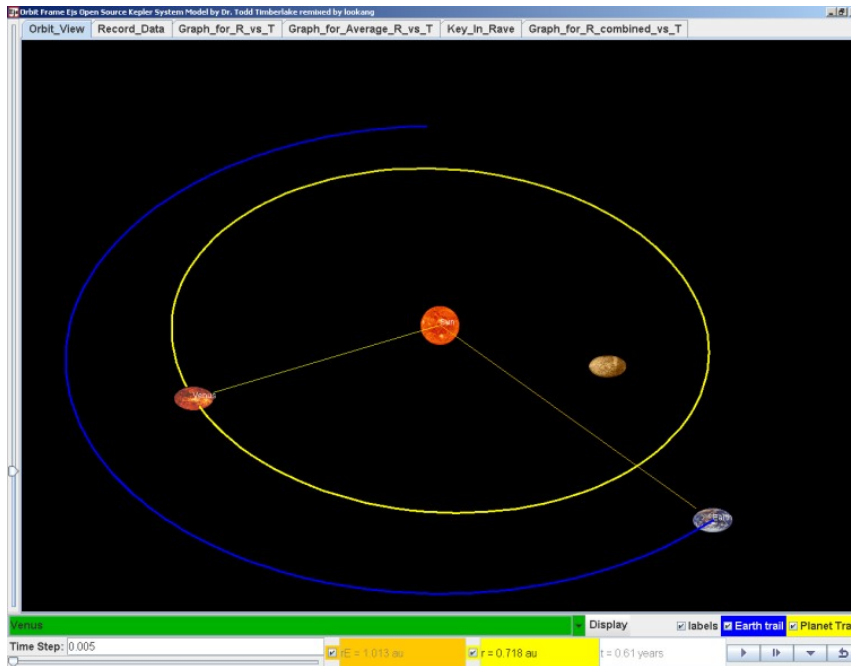 Orbit Frame Ejs Open Source Kepler System Model by Dr. Todd Timberlake remixed by lookang
Orbit_View Record_Data Graph_for_R_vs_T Graph_for_Average_R_vs_T Key_In_Rave Graph_for_R_combined_vs_T
Sun
Venus
Earth
Venus Display labels Earth trail Planet Tra
Time Step: 0.005 rE = 1.013 au r = 0.718 au t = 0.61 years